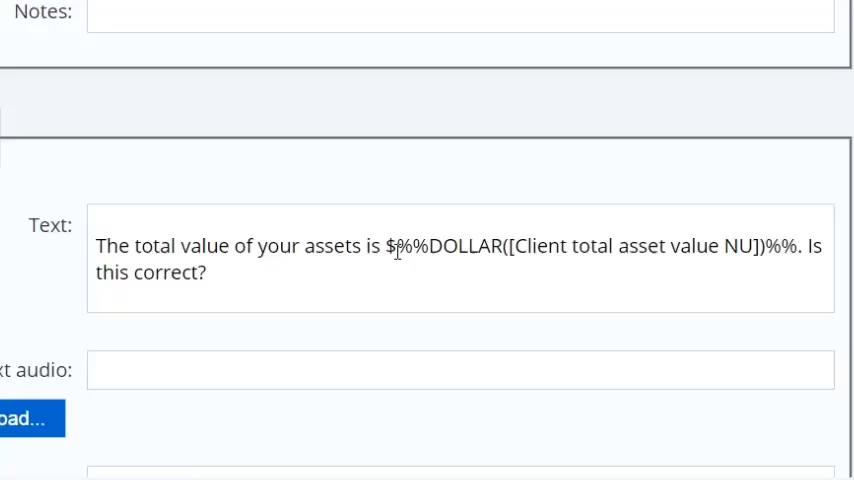 Notes:
Text:
The total value of your assets is $%%DOLLAR([Client total asset value NU])%%. Is
this correct?
xt audio:
oad...